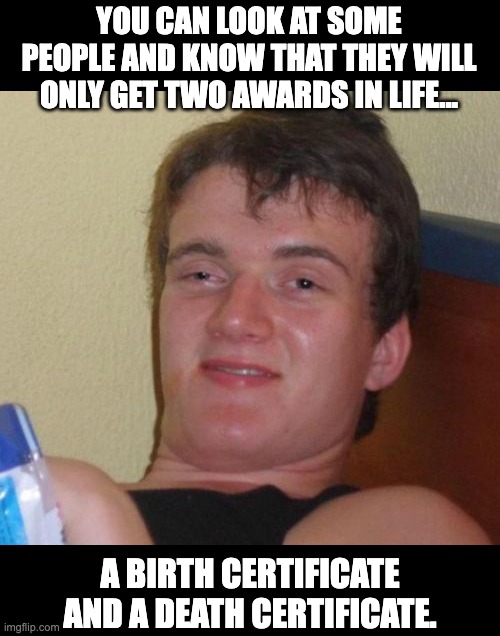 YOU CAN LOOK AT SOME
PEOPLE AND KNOW THAT THEY WILL
ONLY GET TWO AWARDS IN LIFE...
A BIRTH CERTIFICATE
AND A DEATH CERTIFICATE.
imgflip.com